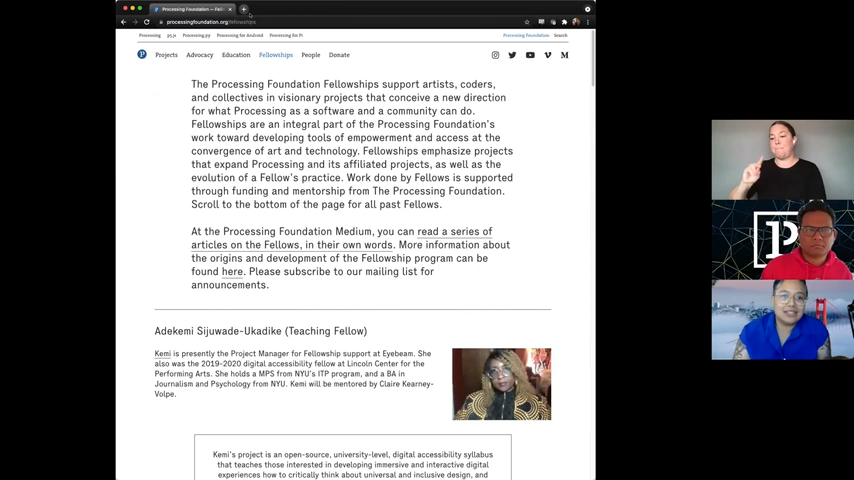 Processing Foundation — Fell
processingfoundation.org/fellowships
Processing p5.js Processing.py Processing for Android Processing for Pi Processing Foundation Search
Projects Advocacy Education Fellowships People Donate
The Processing Foundation Fellowships support artists, coders,
and collectives in visionary projects that conceive a new direction
for what Processing as a software and a community can do.
Fellowships are an integral part of the Processing Foundation's
work toward developing tools of empowerment and access at the
convergence of art and technology. Fellowships emphasize projects
that expand Processing and its affiliated projects, as well as the
evolution of a Fellow's practice. Work done by Fellows is supported
through funding and mentorship from The Processing Foundation.
Scroll to the bottom of the page for all past Fellows.
At the Processing Foundation Medium, you can read a series of
articles on the Fellows, in their own words. More information about
the origins and development of the Fellowship program can be
found here. Please subscribe to our mailing list for
announcements.
Adekemi Sijuwade-Ukadike (Teaching Fellow)
Kemi is presently the Project Manager for Fellowship support at Eyebeam. She
also was the 2019-2020 digital accessibility fellow at Lincoln Center for the
Performing Arts. She holds a MPS from NYU's ITP program, and a BA in
Journalism and Psychology from NYU. Kemi will be mentored by Claire Kearney-
Volpe.
Kemi's project is an open-source, university-level, digital accessibility syllabus
that teaches those interested in developing immersive and interactive digital
experiences how to critically think about universal and inclusive design, and